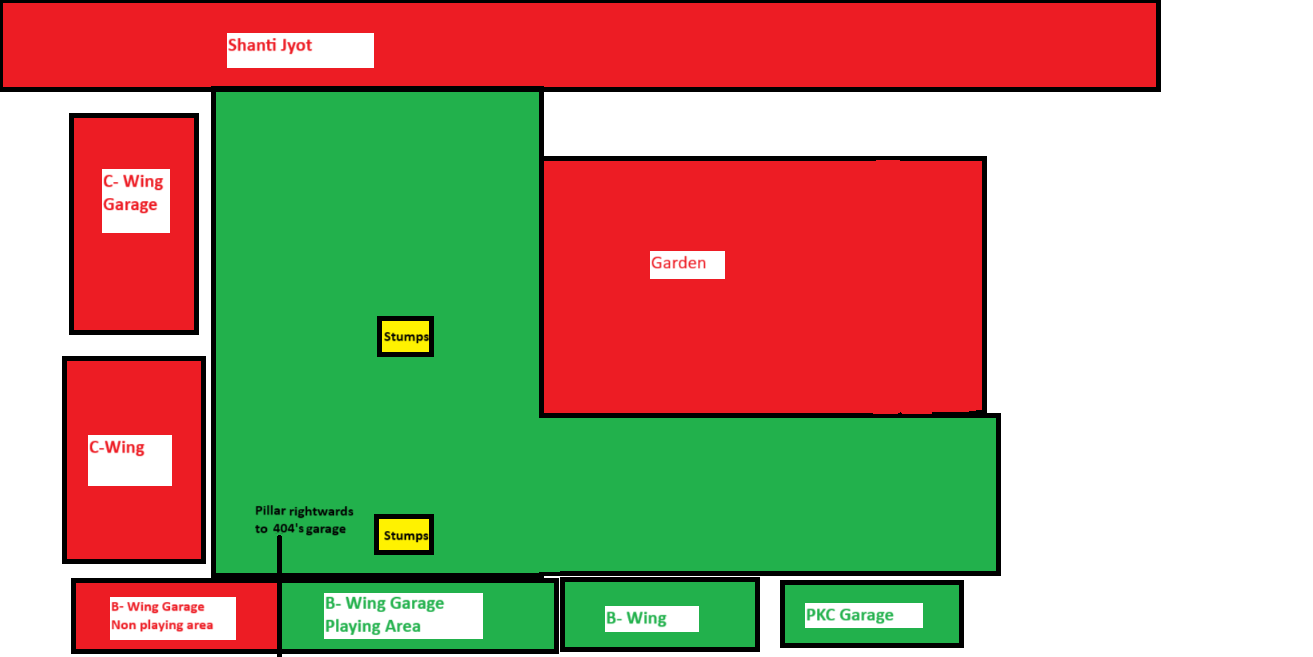 Shanti Jyot
C- Wing
Garage
Garden
Stumps
C-Wing
Pillar rightwards
to 404's garage
Stumps
B- Wing Garage
Non playing area
B- Wing Garage
Playing Area
B- Wing
PKC Garage